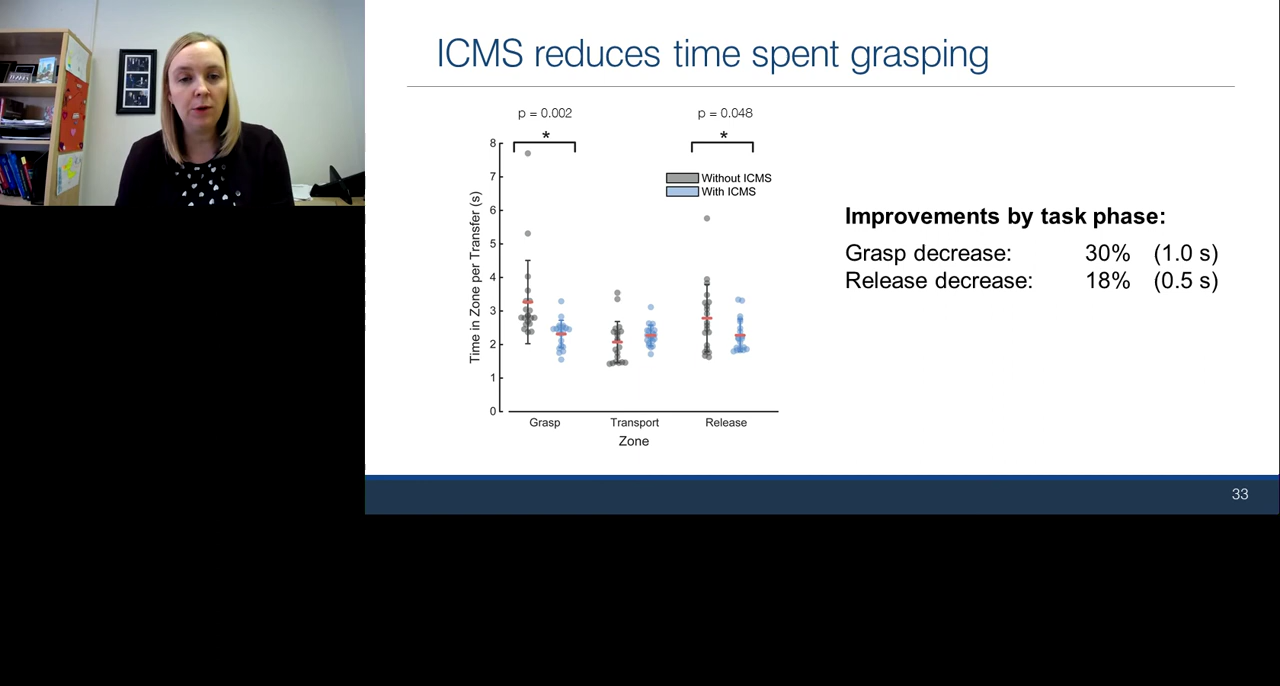 ICMS reduces time spent grasping
p = 0.002
p = 0.048
*
*
8
7
6
5
4
3
2
1
0
Time in Zone per Transfer (s)
Without ICMS
With ICMS
Grasp
Transport
Release
Zone
Improvements by task phase:
Grasp decrease: 30% (1.0 s)
Release decrease: 18% (0.5 s)
33